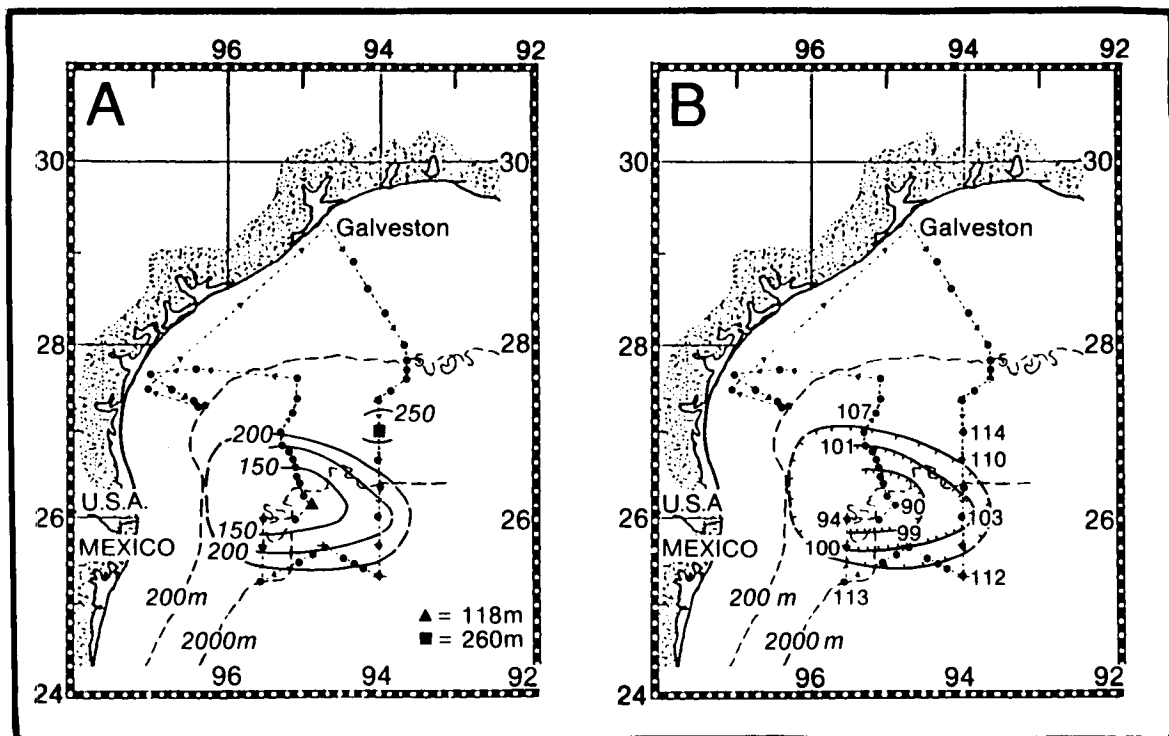 96 94 92
A
30 30
Galveston
28 28
250
200
150
U.S.A.
26 26
MEXICO
150
200
200m
2000m
▲ = 118m
■ = 260m
24
96 94 92
96 94 92
B
30 30
Galveston
28 28
107
114
101
110
U.S.A.
90
26 94 103 26
99
MEXICO
100
112
200 m
113
2000m
24
96 94 92